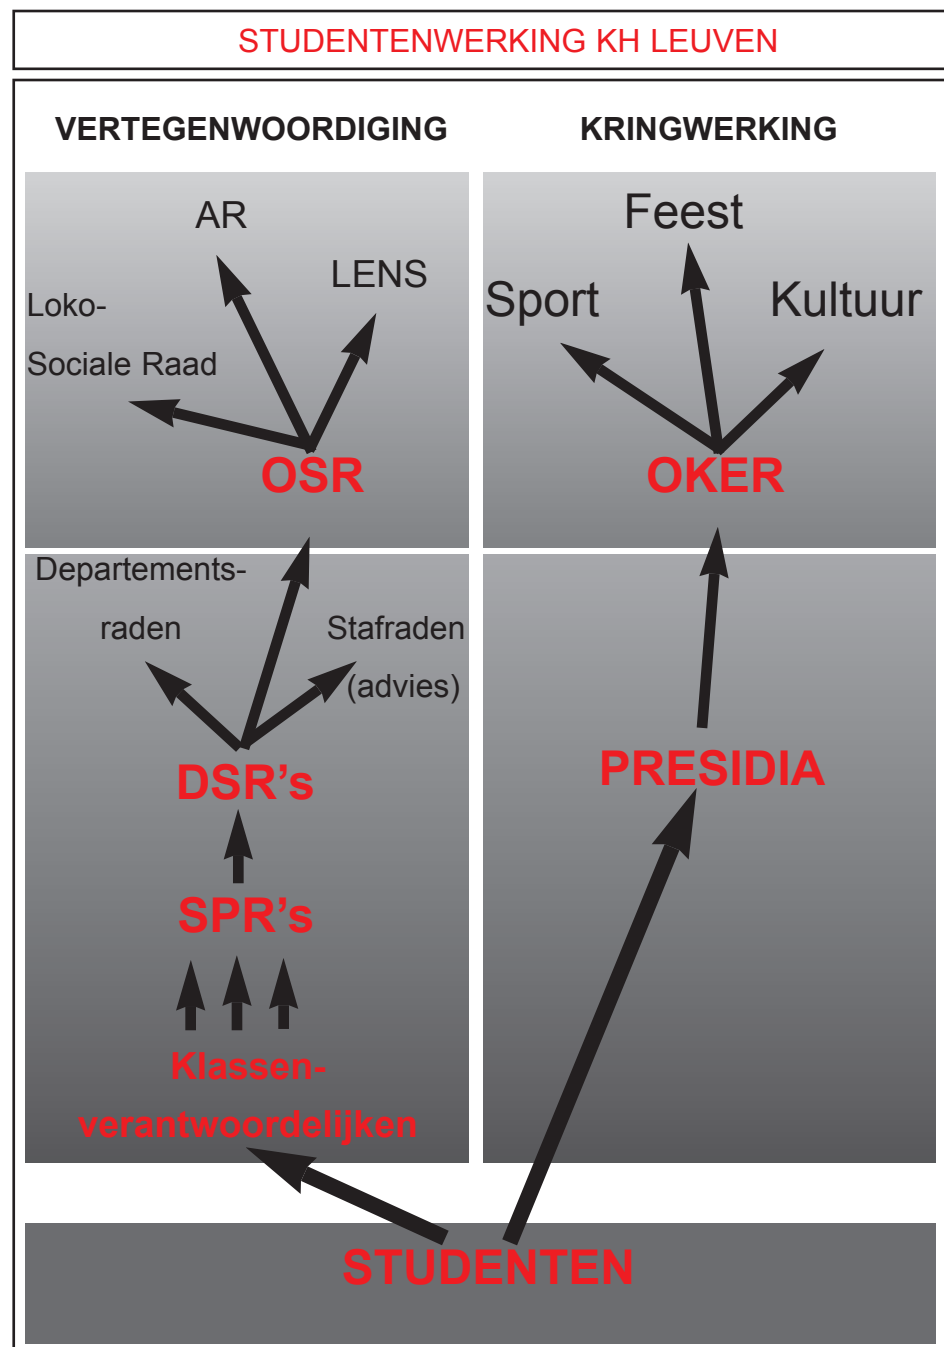 STUDENTENWERKING KH LEUVEN
VERTEGENWOORDIGING
AR
LENS
Loko-
Sociale Raad
OSR
Departements-
raden
Stafraden
(advies)
DSR's
SPR's
Klassen-
verantwoordelijken
KRINGWERKING
Feest
Sport
Kultuur
OKER
PRESIDIA
STUDENTEN